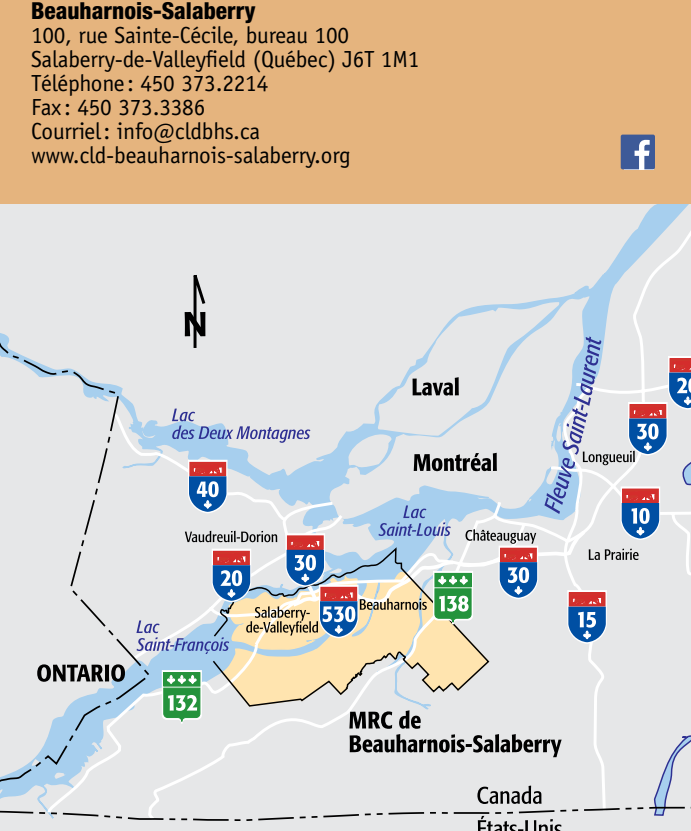 Beauharnois-Salaberry
100, rue Sainte-Cécile, bureau 100
Salaberry-de-Valleyfield (Québec) J6T 1M1
Téléphone : 450 373.2214
Fax : 450 373.3386
Courriel : info@cldbhs.ca
www.cld-beauharnois-salaberry.org
f
N
Laval
Lac
des Deux Montagnes
Fleuve Saint-Laurent
20
30
Longueuil
Montréal
40
10
Lac
Saint-Louis
Vaudreuil-Dorion
Châteauguay
La Prairie
20
30
30
138
530
15
Salaberry-
de-Valleyfield
Beauharnois
Lac
Saint-François
ONTARIO
132
MRC de
Beauharnois-Salaberry
Canada
États-Unis